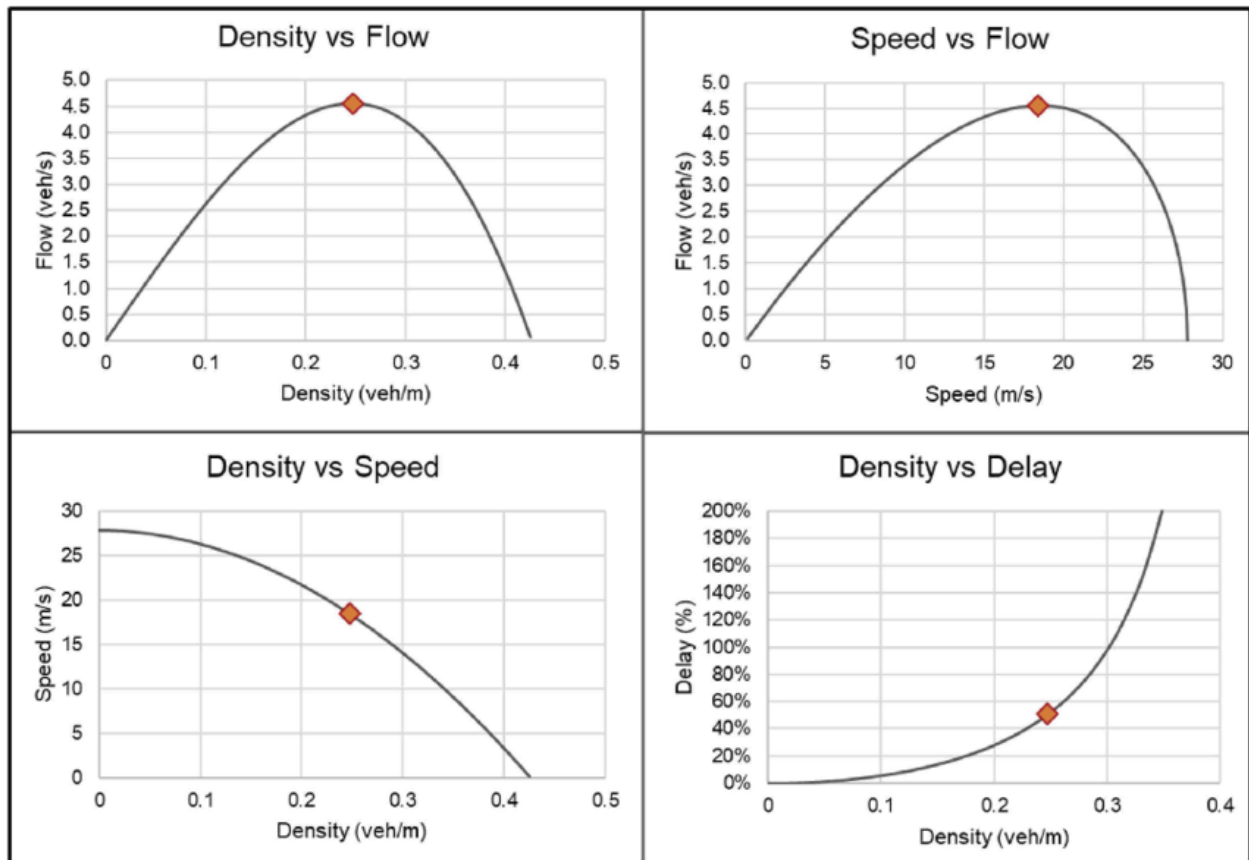 Density vs Flow
5.0
4.5
4.0
3.5
3.0
2.5
2.0
1.5
1.0
0.5
0.0
Flow (veh/s)
0 0.1 0.2 0.3 0.4 0.5
Density (veh/m)
Speed vs Flow
5.0
4.5
4.0
3.5
3.0
2.5
2.0
1.5
1.0
0.5
0.0
Flow (veh/s)
0 5 10 15 20 25 30
Speed (m/s)
Density vs Speed
30
25
20
15
10
5
0
Speed (m/s)
0 0.1 0.2 0.3 0.4 0.5
Density (veh/m)
Density vs Delay
200%
180%
160%
140%
120%
100%
80%
60%
40%
20%
0%
Delay (%)
0 0.1 0.2 0.3 0.4
Density (veh/m)